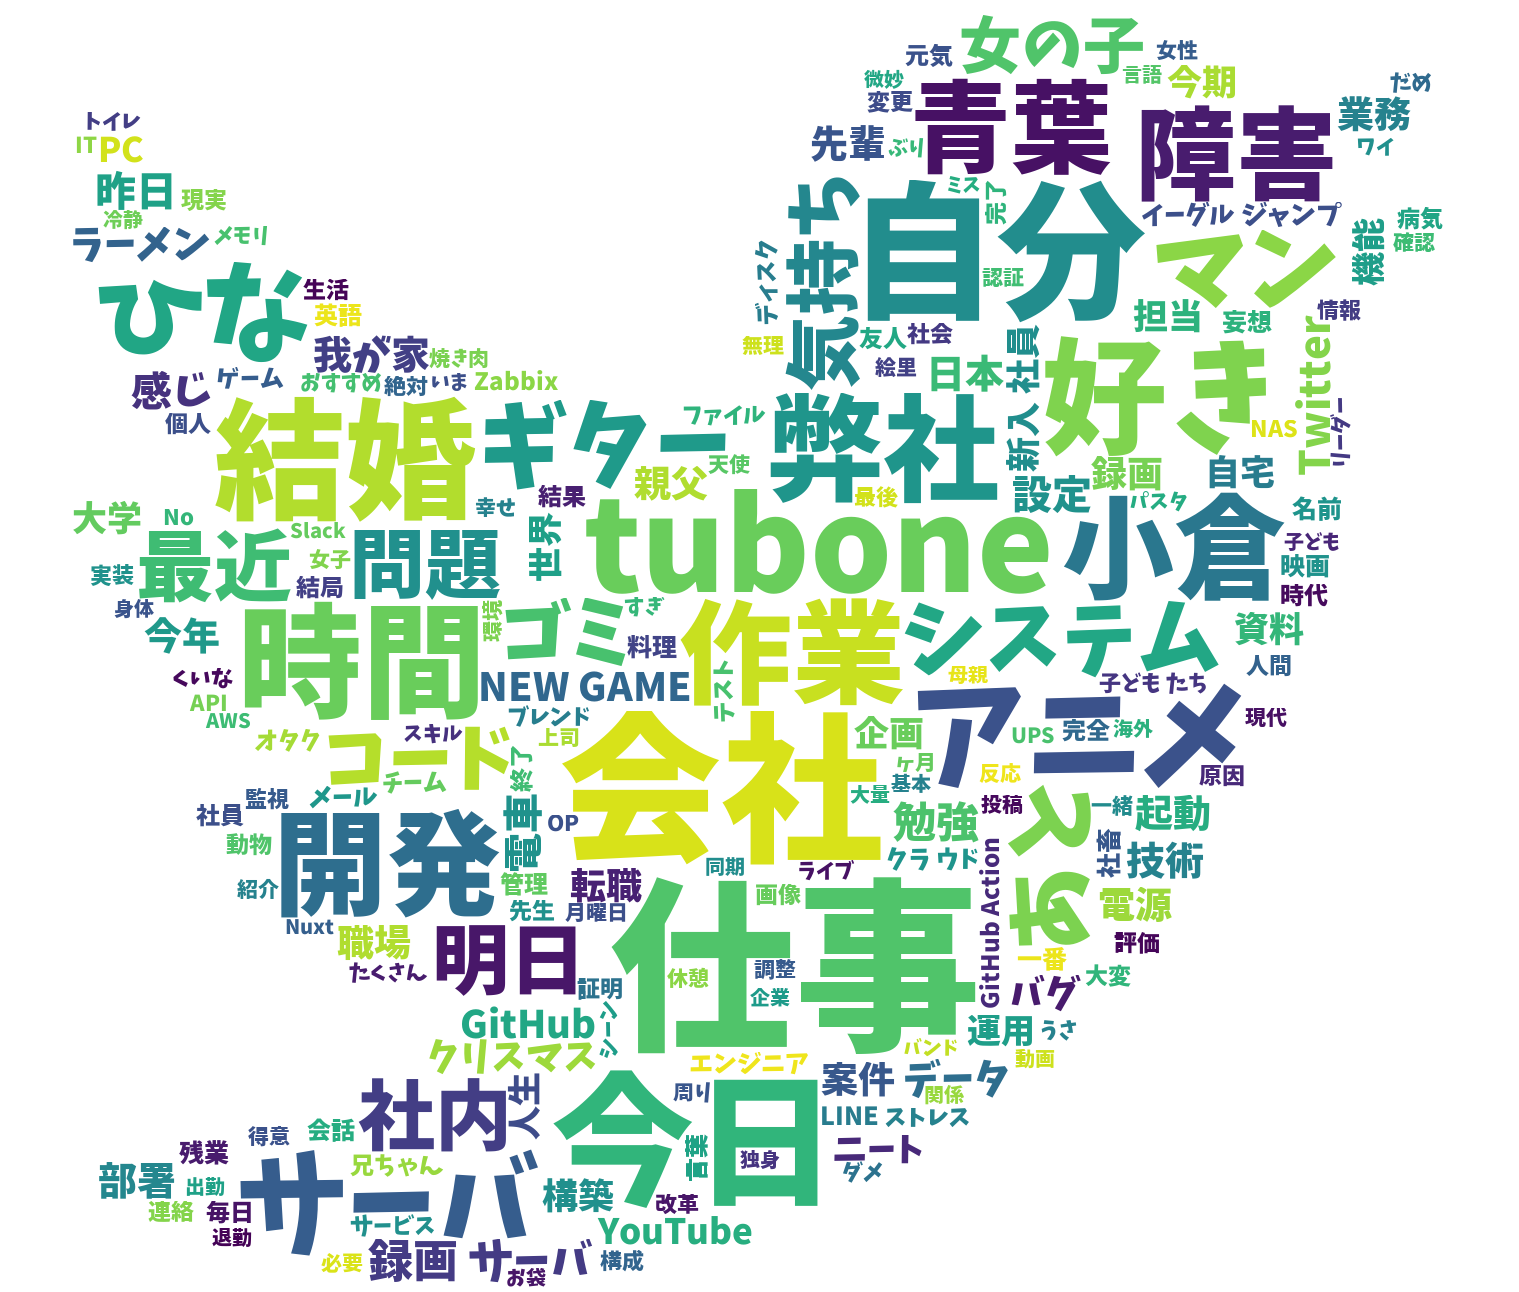 女の子
元気
女性
微妙
言語
今期
だめ
変更
青葉
障害
業務
先輩
ぶり
ワイ
トイレ
IT
PC
昨日
現実
冷静
ラーメン
メモリ
ミス
完了
自分
気持ち
イーグル ジャンプ
病気
確認
機能
マン
ディスク
認証
ひな
生活
英語
担当
妄想
情報
我が家
焼き肉
無理
友人
社会
社員
Twitter
感じ
ゲーム
おすすめ
絶対
いま
Zabbix
絵里
日本
好き
個人
結婚
ギター
ファイル
弊社
新入
NAS
リーダー
天使
親父
録画
自宅
結果
幸せ
最後
設定
パスタ
大学
No
Slack
tubone
小倉
名前
最近
女子
問題
世界
子ども
映画
実装
結局
時代
身体
今年
時間
環境
ゴミ
すぎ
料理
作業
システム
資料
くいな
NEW GAME
テスト
母親
子ども たち
人間
API
AWS
ブレンド
アニメ
現代
オタク
コード
スキル
上司
会社
企画
UPS
完全
海外
チーム
終了
ヶ月
反応
原因
監視
メール
大量
基本
社員
電車
OP
勉強
投稿
スす
一緒
起動
動物
開発
同期
ライブ
クラウド
社畜
技術
紹介
管理
転職
画像
GitHub Action
Nuxt
先生
月曜日
仕事
電源
職場
明日
評価
たくさん
休憩
調整
一番
証明
企業
バグ
大変
GitHub
シーン
運用
うさ
クリスマス
エンジニア
バンド
動画
社内
人生
今日
周り
案件
データ
関係
得意
会話
LINE
ストレス
残業
兄ちゃん
言葉
独身
ニート
部署
出勤
サーバ
ダメ
連絡
毎日
構築
改革
退勤
サービス
YouTube
必要
録画 サーバ
お袋
構成